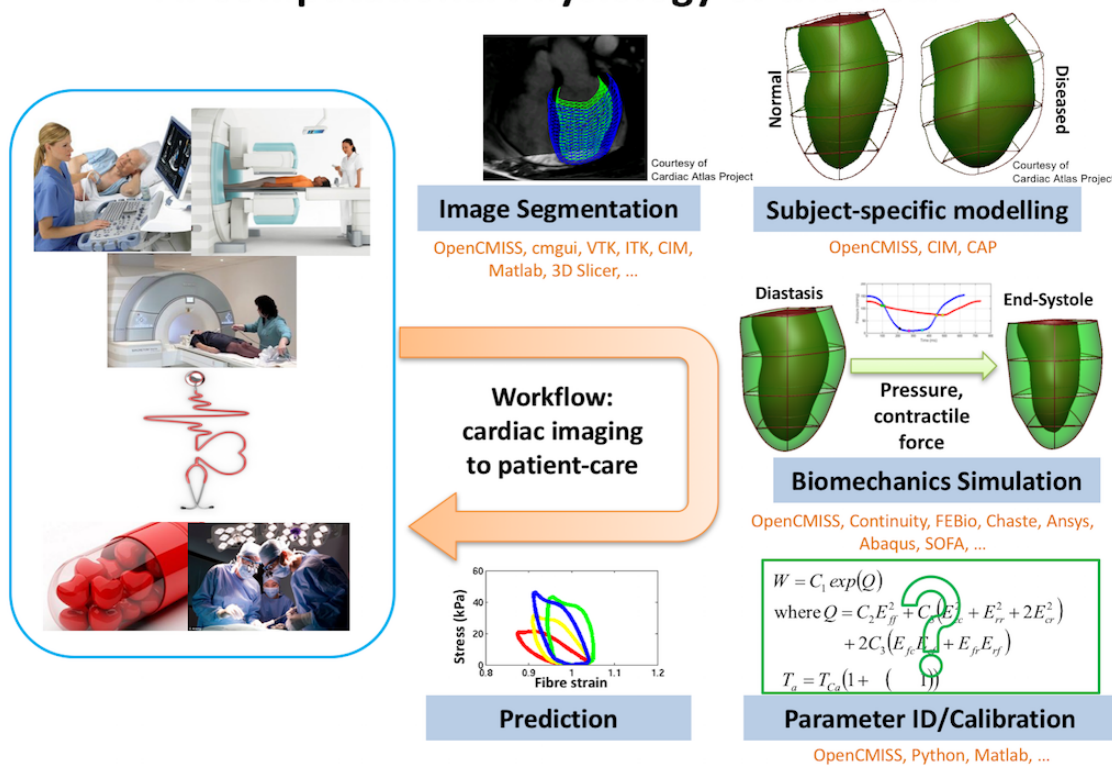 Normal
Diseased
Courtesy of
Cardiac Atlas Project
Courtesy of
Cardiac Atlas Project
Image Segmentation
Subject-specific modelling
OpenCMISS, cmgui, VTK, ITK, CIM,
Matlab, 3D Slicer, ...
OpenCMISS, CIM, CAP
Diastasis
End-Systole
Pressure,
contractile
force
Workflow:
cardiac imaging
to patient-care
Biomechanics Simulation
OpenCMISS, Continuity, FEBio, Chaste, Ansys,
Abaqus, SOFA, ...
W = C₁ exp(Q)
where Q = C₂E²ff + C₃(E²cc + E²rr + 2E²cr)
+ 2C₃(EfcEcf + EfrErf)
Ta = TCa(1+ ( 1))
Stress (kPa)
60
40
20
0
0.8 0.9 1 1.1 1.2
Fibre strain
Prediction
Parameter ID/Calibration
OpenCMISS, Python, Matlab, ...